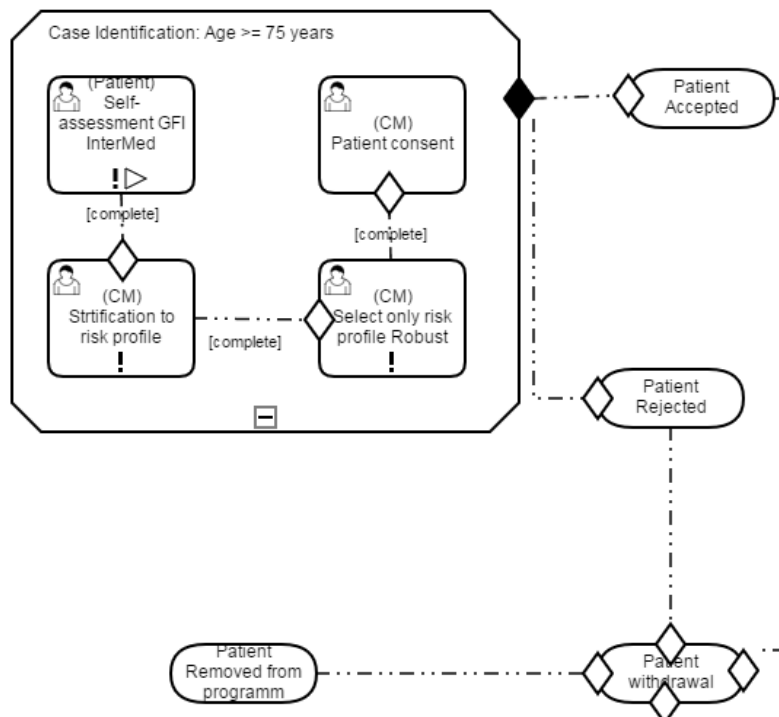 Case Identification: Age >= 75 years
(Patient)
Self-
assessment GFI
InterMed
!
[complete]
(CM)
Patient consent
[complete]
(CM)
Strtification to
risk profile
!
[complete]
(CM)
Select only risk
profile Robust
!
Patient
Accepted
Patient
Rejected
Patient
Removed from
programm
Patient
withdrawal